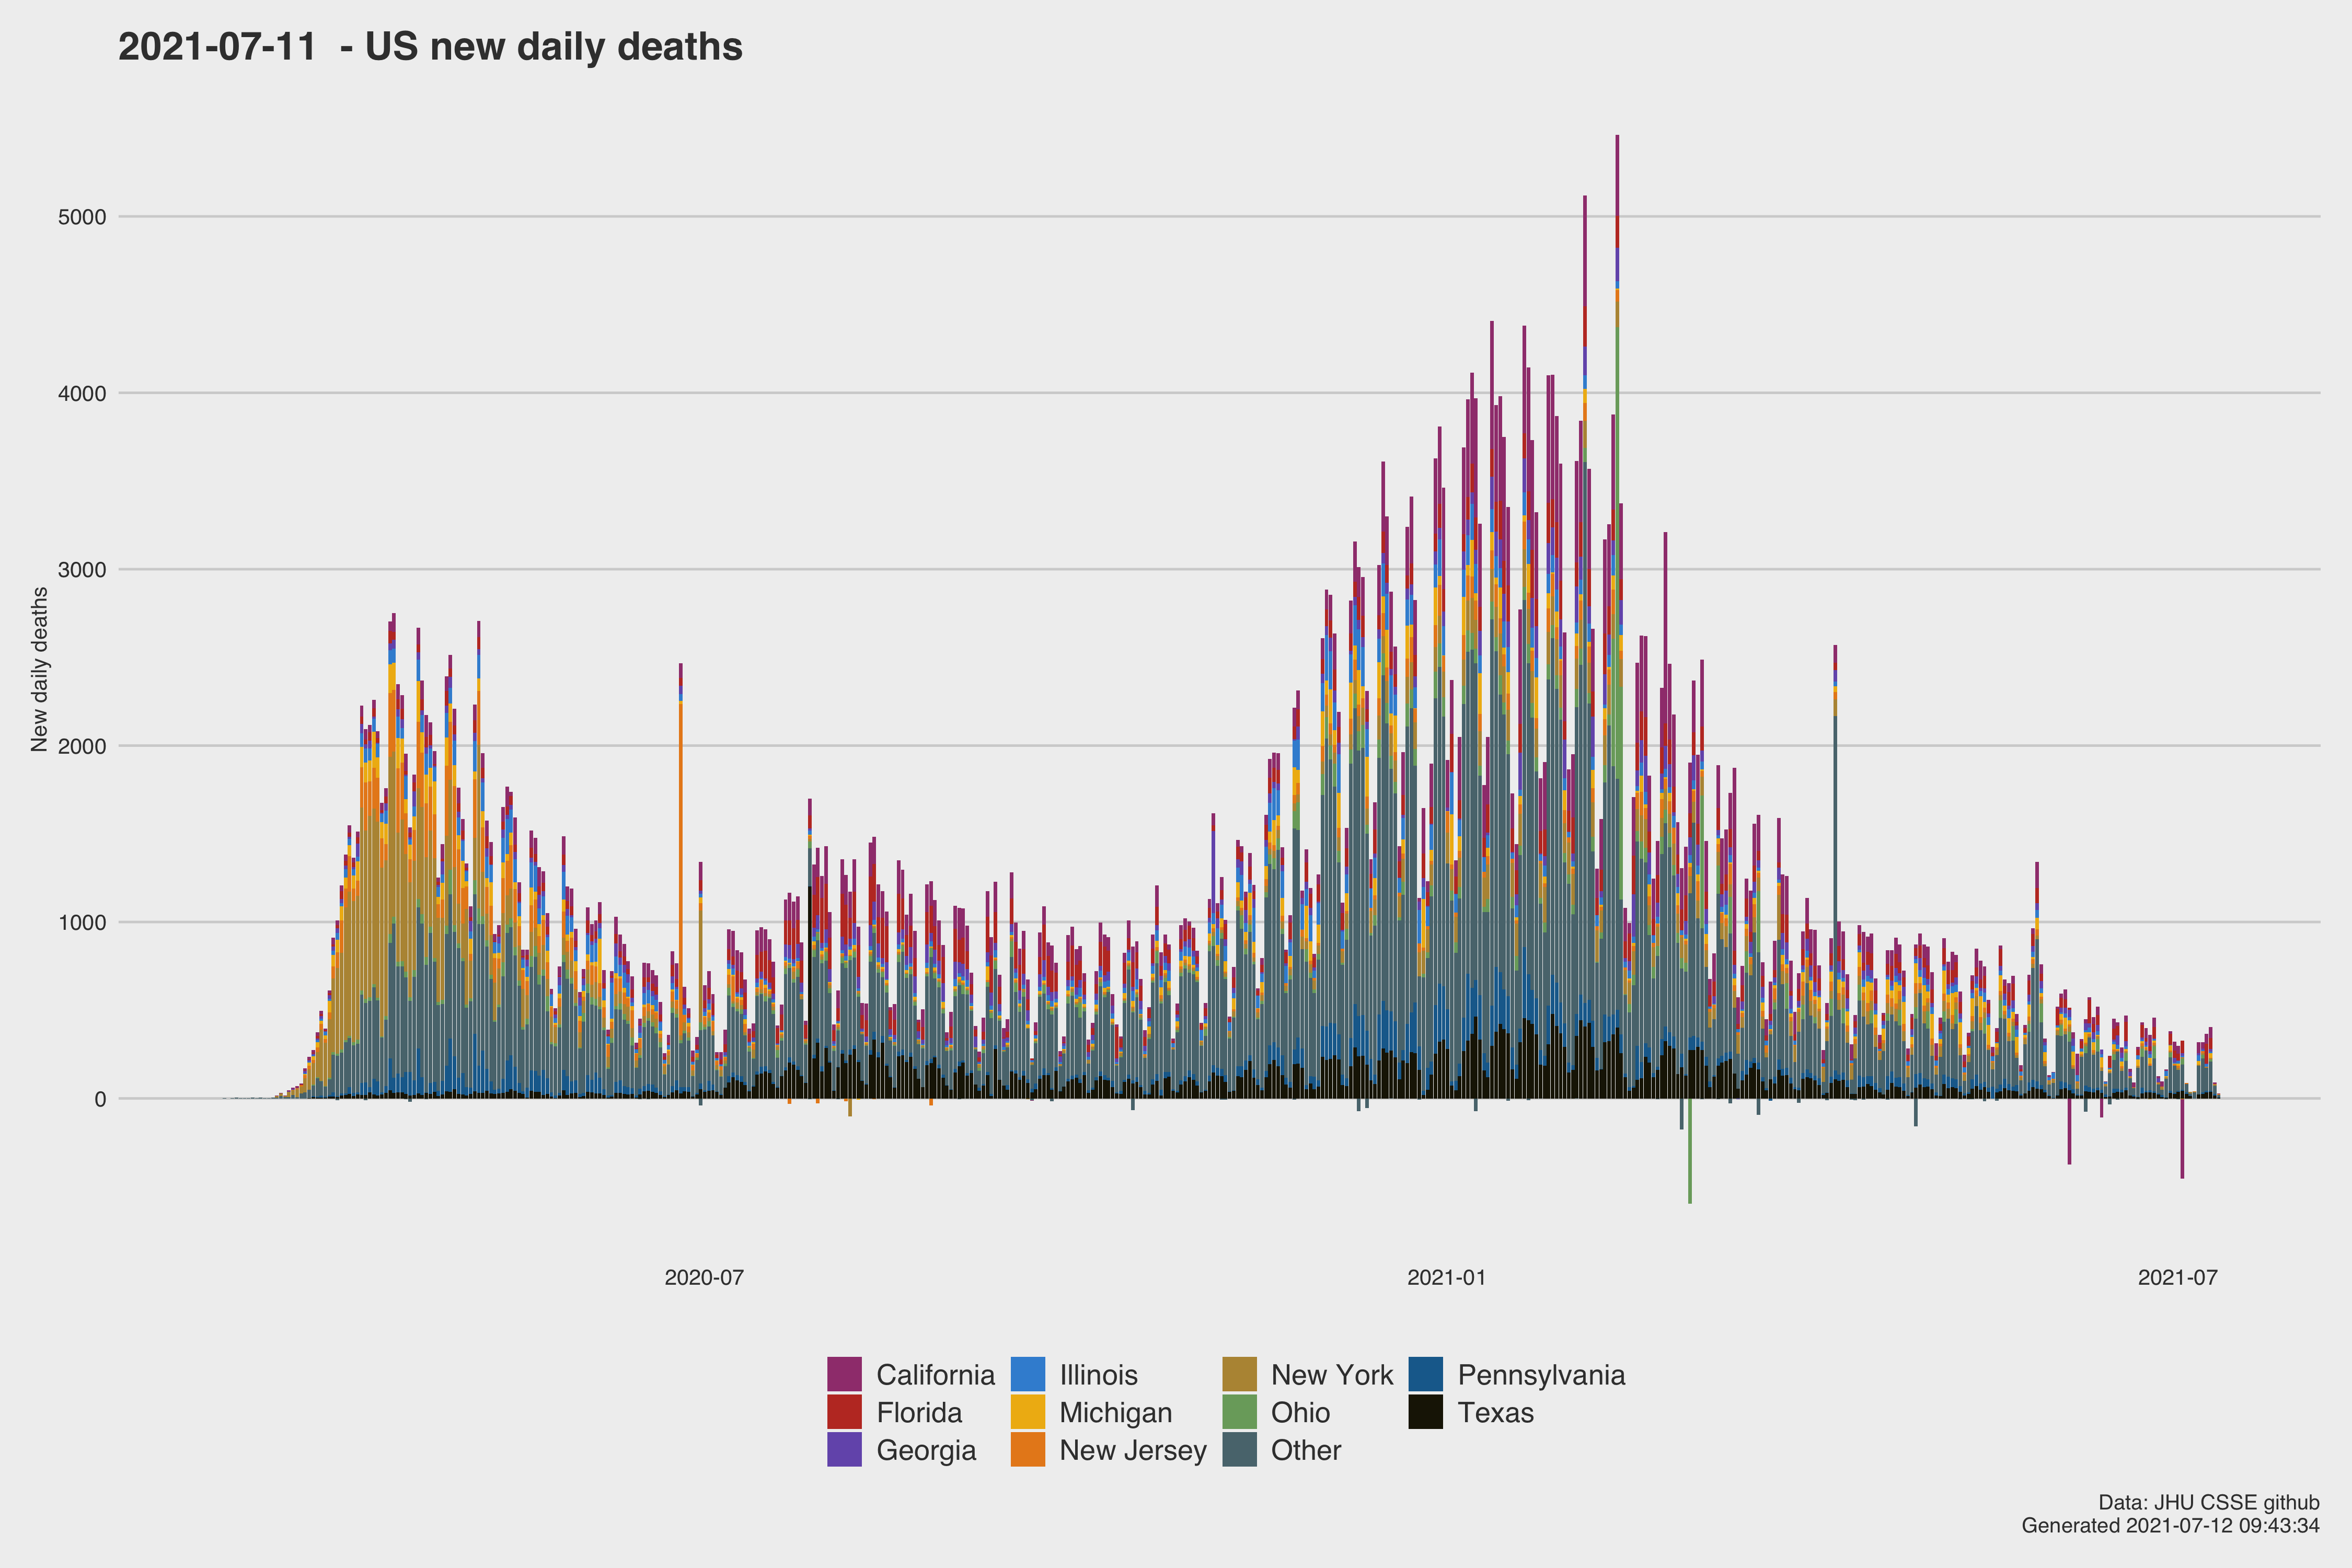 2021-07-11 - US new daily deaths
New daily deaths
5000
4000
3000
2000
1000
0
2020-07
2021-01
2021-07
California
Illinois
New York
Pennsylvania
Florida
Michigan
Ohio
Texas
Georgia
New Jersey
Other
Data: JHU CSSE github
Generated 2021-07-12 09:43:34